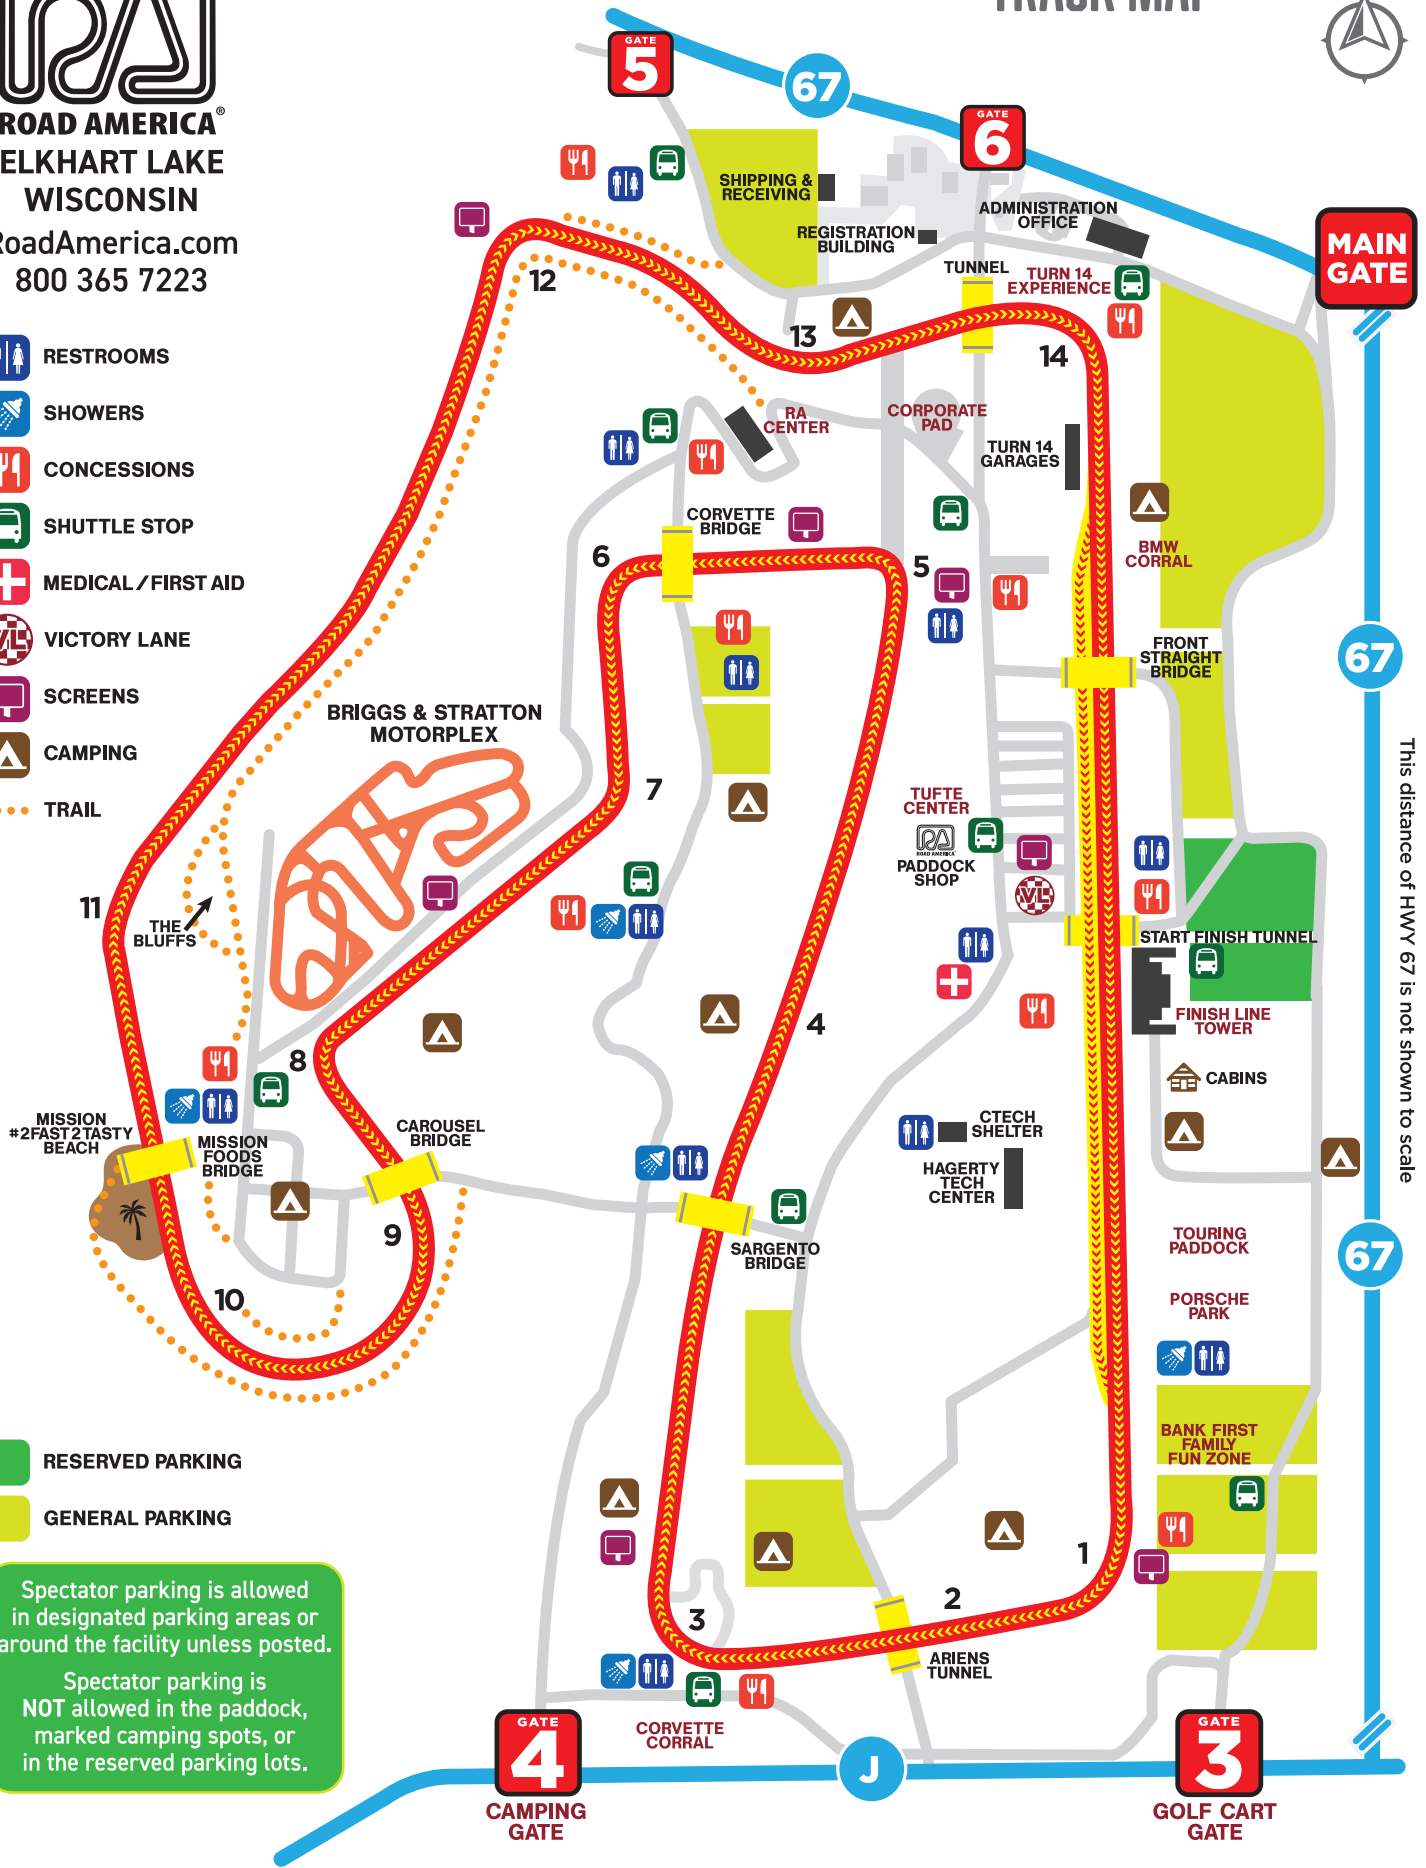 TRACK MAP
ROAD AMERICA®
ELKHART LAKE
WISCONSIN
RoadAmerica.com
800 365 7223
RESTROOMS
SHOWERS
CONCESSIONS
SHUTTLE STOP
MEDICAL/FIRST AID
VL
VICTORY LANE
SCREENS
CAMPING
TRAIL
GATE
5
67
GATE
6
MAIN
GATE
SHIPPING &
RECEIVING
REGISTRATION
BUILDING
ADMINISTRATION
OFFICE
TUNNEL
TURN 14
EXPERIENCE
12
13
14
RA
CENTER
CORPORATE
PAD
TURN 14
GARAGES
CORVETTE
BRIDGE
6
5
BMW
CORRAL
FRONT
STRAIGHT
BRIDGE
67
BRIGGS & STRATTON
MOTORPLEX
7
TUFTE
CENTER
ROAD AMERICA
PADDOCK
SHOP
VL
11
THE
BLUFFS
START FINISH TUNNEL
4
FINISH LINE
TOWER
8
CABINS
This distance of HWY 67 is not shown to scale
MISSION
#2FAST2TASTY
BEACH
MISSION
FOODS
BRIDGE
CAROUSEL
BRIDGE
CTECH
SHELTER
HAGERTY
TECH
CENTER
9
SARGENTO
BRIDGE
TOURING
PADDOCK
67
10
PORSCHE
PARK
BANK FIRST
FAMILY
FUN ZONE
RESERVED PARKING
GENERAL PARKING
1
2
3
ARIENS
TUNNEL
Spectator parking is allowed
in designated parking areas or
around the facility unless posted.
Spectator parking is
NOT allowed in the paddock,
marked camping spots, or
in the reserved parking lots.
CORVETTE
CORRAL
GATE
4
CAMPING
GATE
J
GATE
3
GOLF CART
GATE